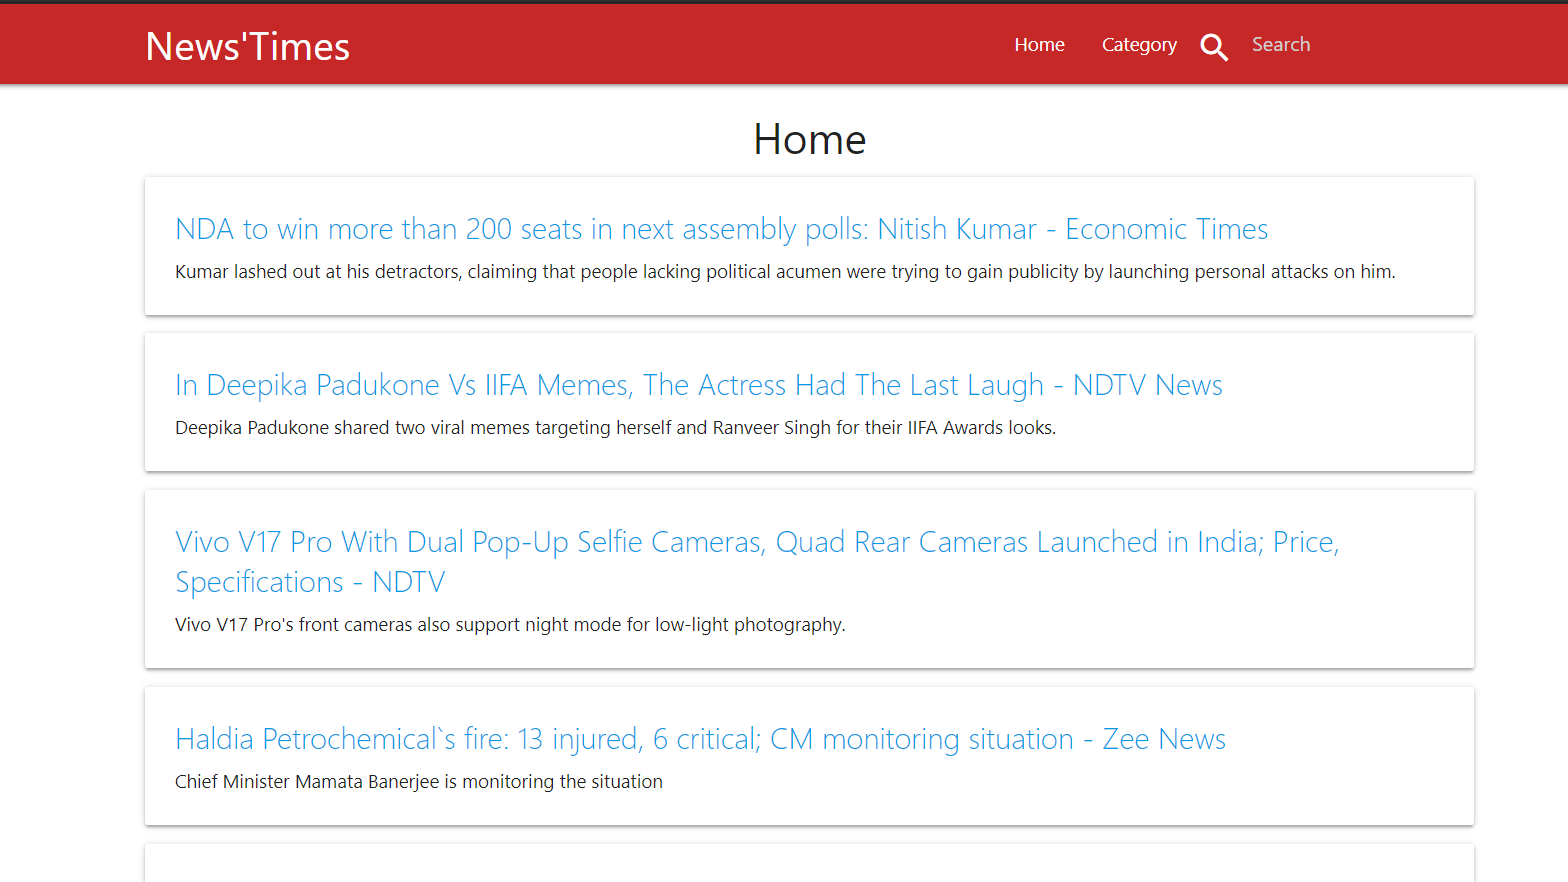 News'Times
Home
Category
Search
Home
NDA to win more than 200 seats in next assembly polls: Nitish Kumar - Economic Times
Kumar lashed out at his detractors, claiming that people lacking political acumen were trying to gain publicity by launching personal attacks on him.
In Deepika Padukone Vs IIFA Memes, The Actress Had The Last Laugh - NDTV News
Deepika Padukone shared two viral memes targeting herself and Ranveer Singh for their IIFA Awards looks.
Vivo V17 Pro With Dual Pop-Up Selfie Cameras, Quad Rear Cameras Launched in India; Price,
Specifications - NDTV
Vivo V17 Pro's front cameras also support night mode for low-light photography.
Haldia Petrochemical`s fire: 13 injured, 6 critical; CM monitoring situation - Zee News
Chief Minister Mamata Banerjee is monitoring the situation